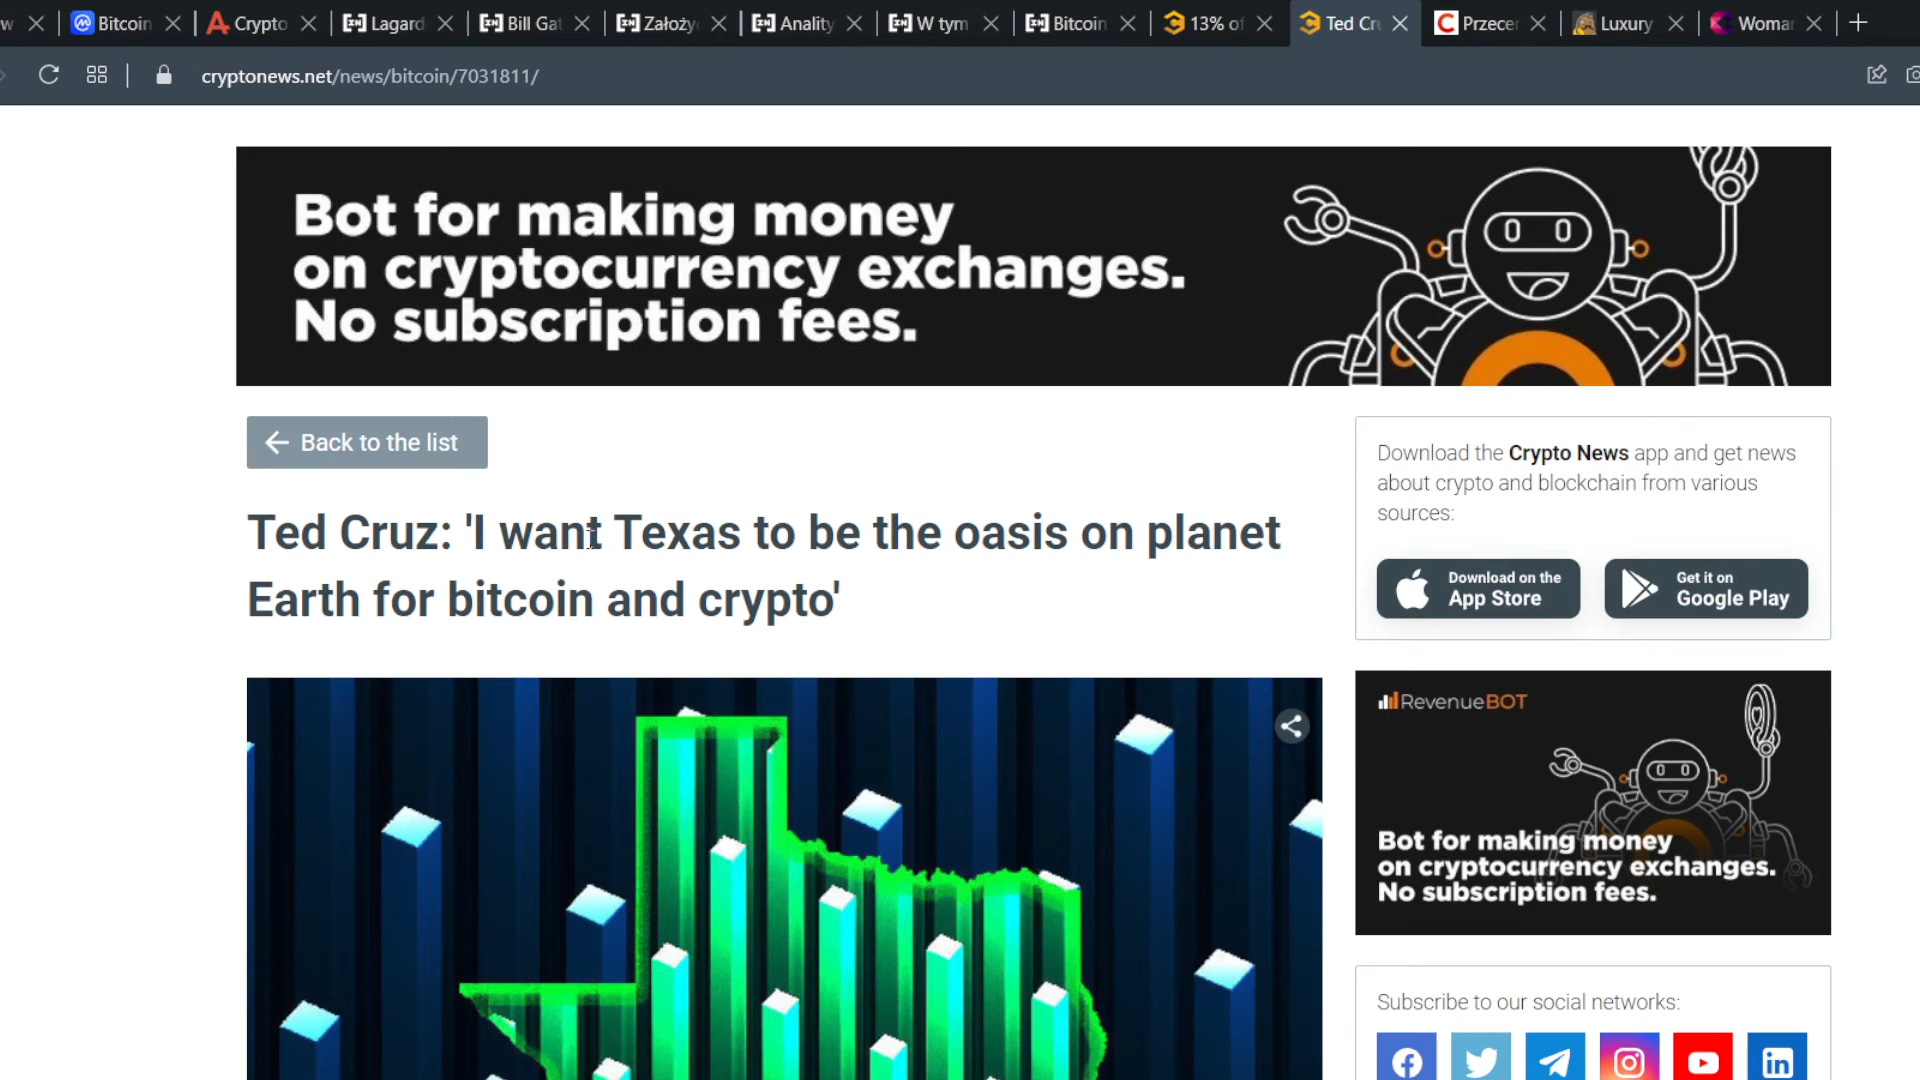 w
Bitcoin
Crypto
Lagard
Bill Gat
Założy
Anality
W tym
Bitcoin
13% of
Ted Cru
Przecen
Luxury
Woman
cryptonews.net/news/bitcoin/7031811/
Bot for making money
on cryptocurrency exchanges.
No subscription fees.
Back to the list
Ted Cruz: 'I want Texas to be the oasis on planet
Earth for bitcoin and crypto'
Download the Crypto News app and get news
about crypto and blockchain from various
sources:
Download on the
App Store
Get it on
Google Play
RevenueBOT
Bot for making money
on cryptocurrency exchanges.
No subscription fees.
Subscribe to our social networks: